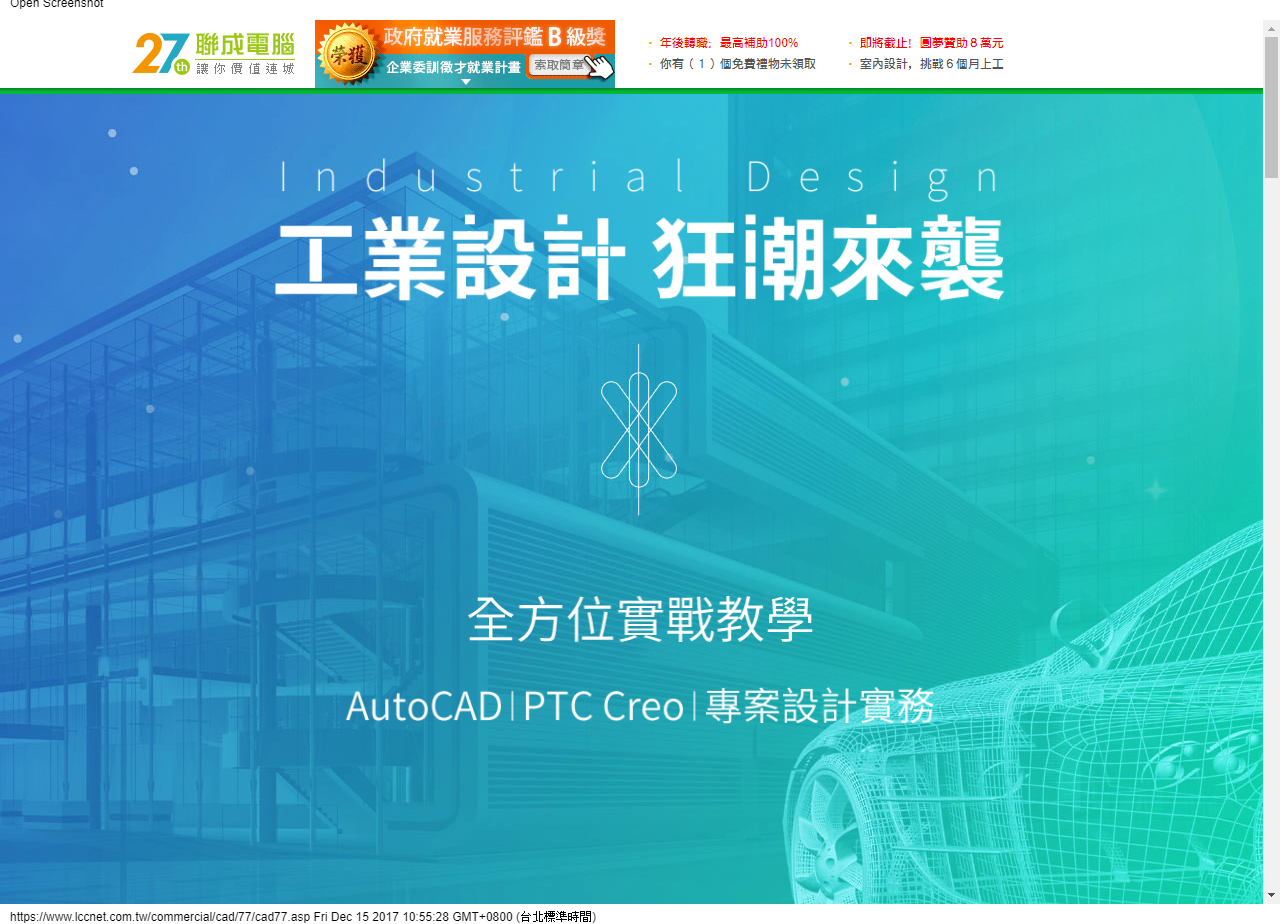 Open Screenshot
27th 聯成電腦
讓你價值連城
榮獲
政府就業服務評鑑B級獎
企業委訓徵才就業計畫 索取簡章
· 年後轉職；最高補助100%
· 即將截止！圓夢贊助８萬元
· 你有（１）個免費禮物未領取
· 室內設計，挑戰６個月上工
Industrial Design
工業設計 狂潮來襲
全方位實戰教學
AutoCAD|PTC Creo|專案設計實務
https://www.lccnet.com.tw/commercial/cad/77/cad77.asp Fri Dec 15 2017 10:55:28 GMT+0800 (台北標準時間)